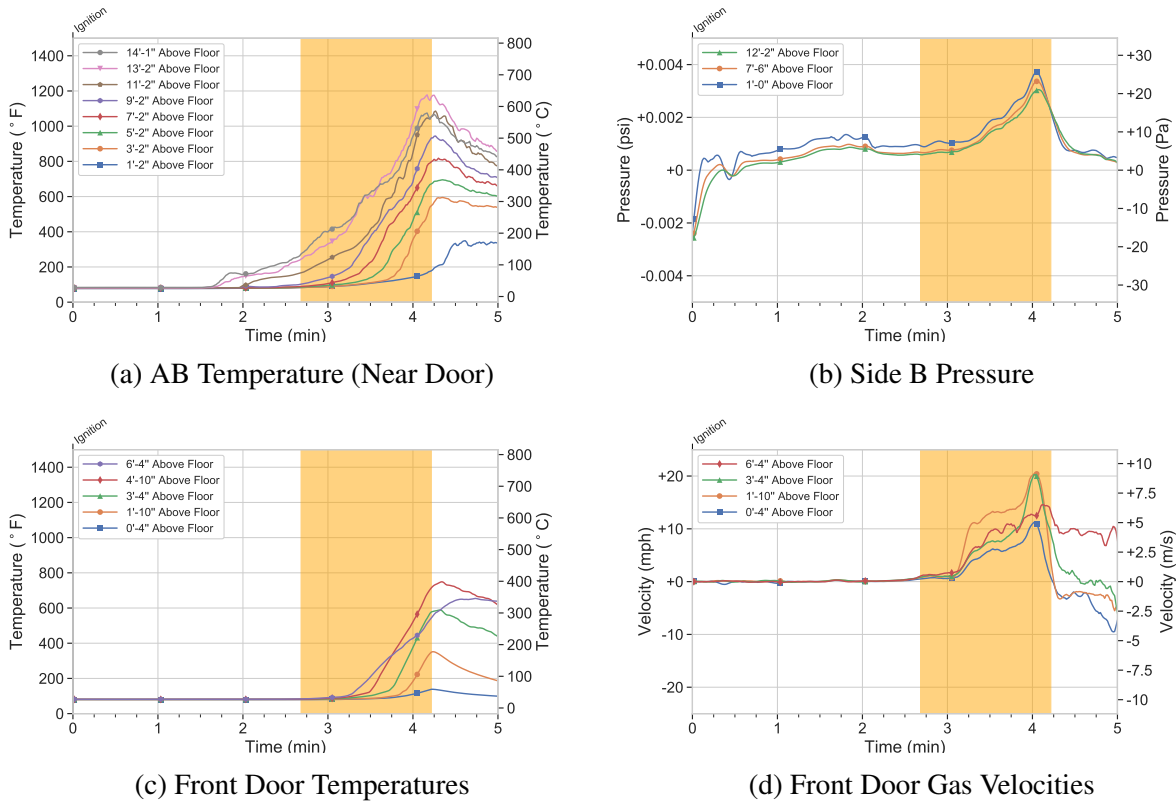 Ignition
1400
1200
1000
800
600
400
200
0
Temperature (°F)
14'-1" Above Floor
13'-2" Above Floor
11'-2" Above Floor
9'-2" Above Floor
7'-2" Above Floor
5'-2" Above Floor
3'-2" Above Floor
1'-2" Above Floor
800
700
600
500
400
300
200
100
0
Temperature (°C)
0 1 2 3 4 5
Time (min)
(a) AB Temperature (Near Door)
Ignition
+0.004
+0.002
+0
-0.002
-0.004
Pressure (psi)
12'-2" Above Floor
7'-6" Above Floor
1'-0" Above Floor
+30
+20
+10
+0
-10
-20
-30
Pressure (Pa)
0 1 2 3 4 5
Time (min)
(b) Side B Pressure
Ignition
1400
1200
1000
800
600
400
200
0
Temperature (°F)
6'-4" Above Floor
4'-10" Above Floor
3'-4" Above Floor
1'-10" Above Floor
0'-4" Above Floor
800
700
600
500
400
300
200
100
0
Temperature (°C)
0 1 2 3 4 5
Time (min)
(c) Front Door Temperatures
Ignition
+20
+10
+0
-10
-20
Velocity (mph)
6'-4" Above Floor
3'-4" Above Floor
1'-10" Above Floor
0'-4" Above Floor
+10
+7.5
+5
+2.5
+0
-2.5
-5
-7.5
-10
Velocity (m/s)
0 1 2 3 4 5
Time (min)
(d) Front Door Gas Velocities